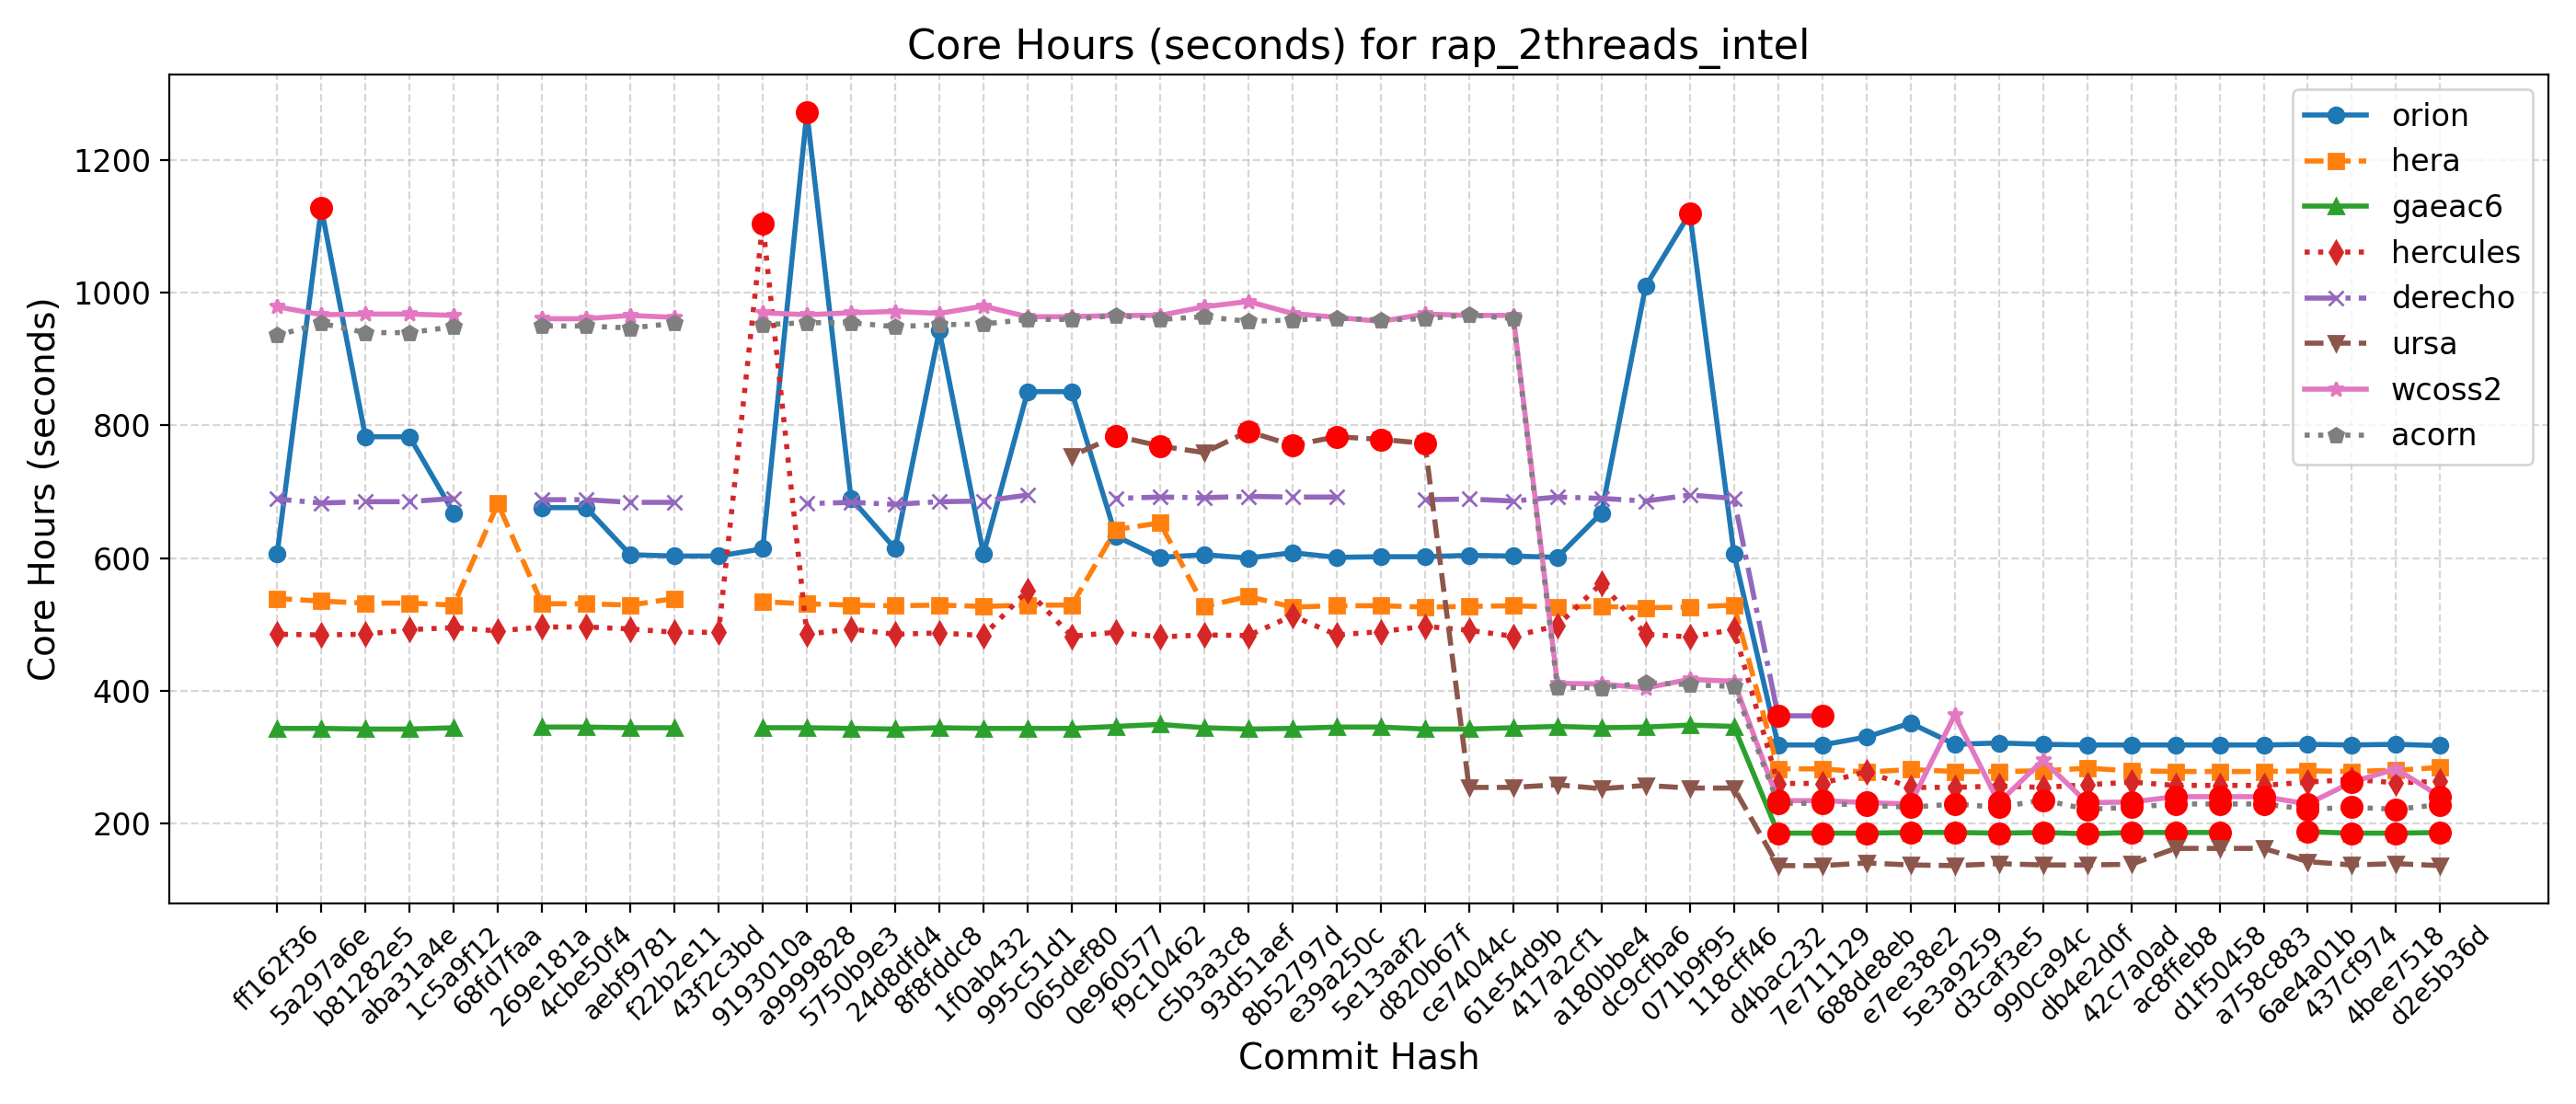 Core Hours (seconds) for rap_2threads_intel
Core Hours (seconds)
1200
1000
800
600
400
200
orion
hera
gaeac6
hercules
derecho
ursa
wcoss2
acorn
ff162f36
5a297a6e
b81282e5
aba31a4e
1c5a9f12
68fd7faa
269e181a
4cbe50f4
aebf9781
f22b2e11
43f2c3bd
9193010a
a9999828
5750b9e3
24d8dfd4
8f8fddc8
1f0ab432
995c51d1
065def80
0e960577
f9c10462
c5b3a3c8
93d51aef
8b52797d
e39a250c
5e13aaf2
d820b67f
ce74044c
61e54d9b
417a2cf1
a180bbe4
dc9cfba6
071b9f95
118cff46
d4bac232
7e711129
688de8eb
e7ee38e2
5e3a9259
d3caf3e5
990ca94c
db4e2d0f
42c7a0ad
ac8ffeb8
d1f50458
a758c883
6ae4a01b
437cf974
4bee7518
d2e5b36d
Commit Hash